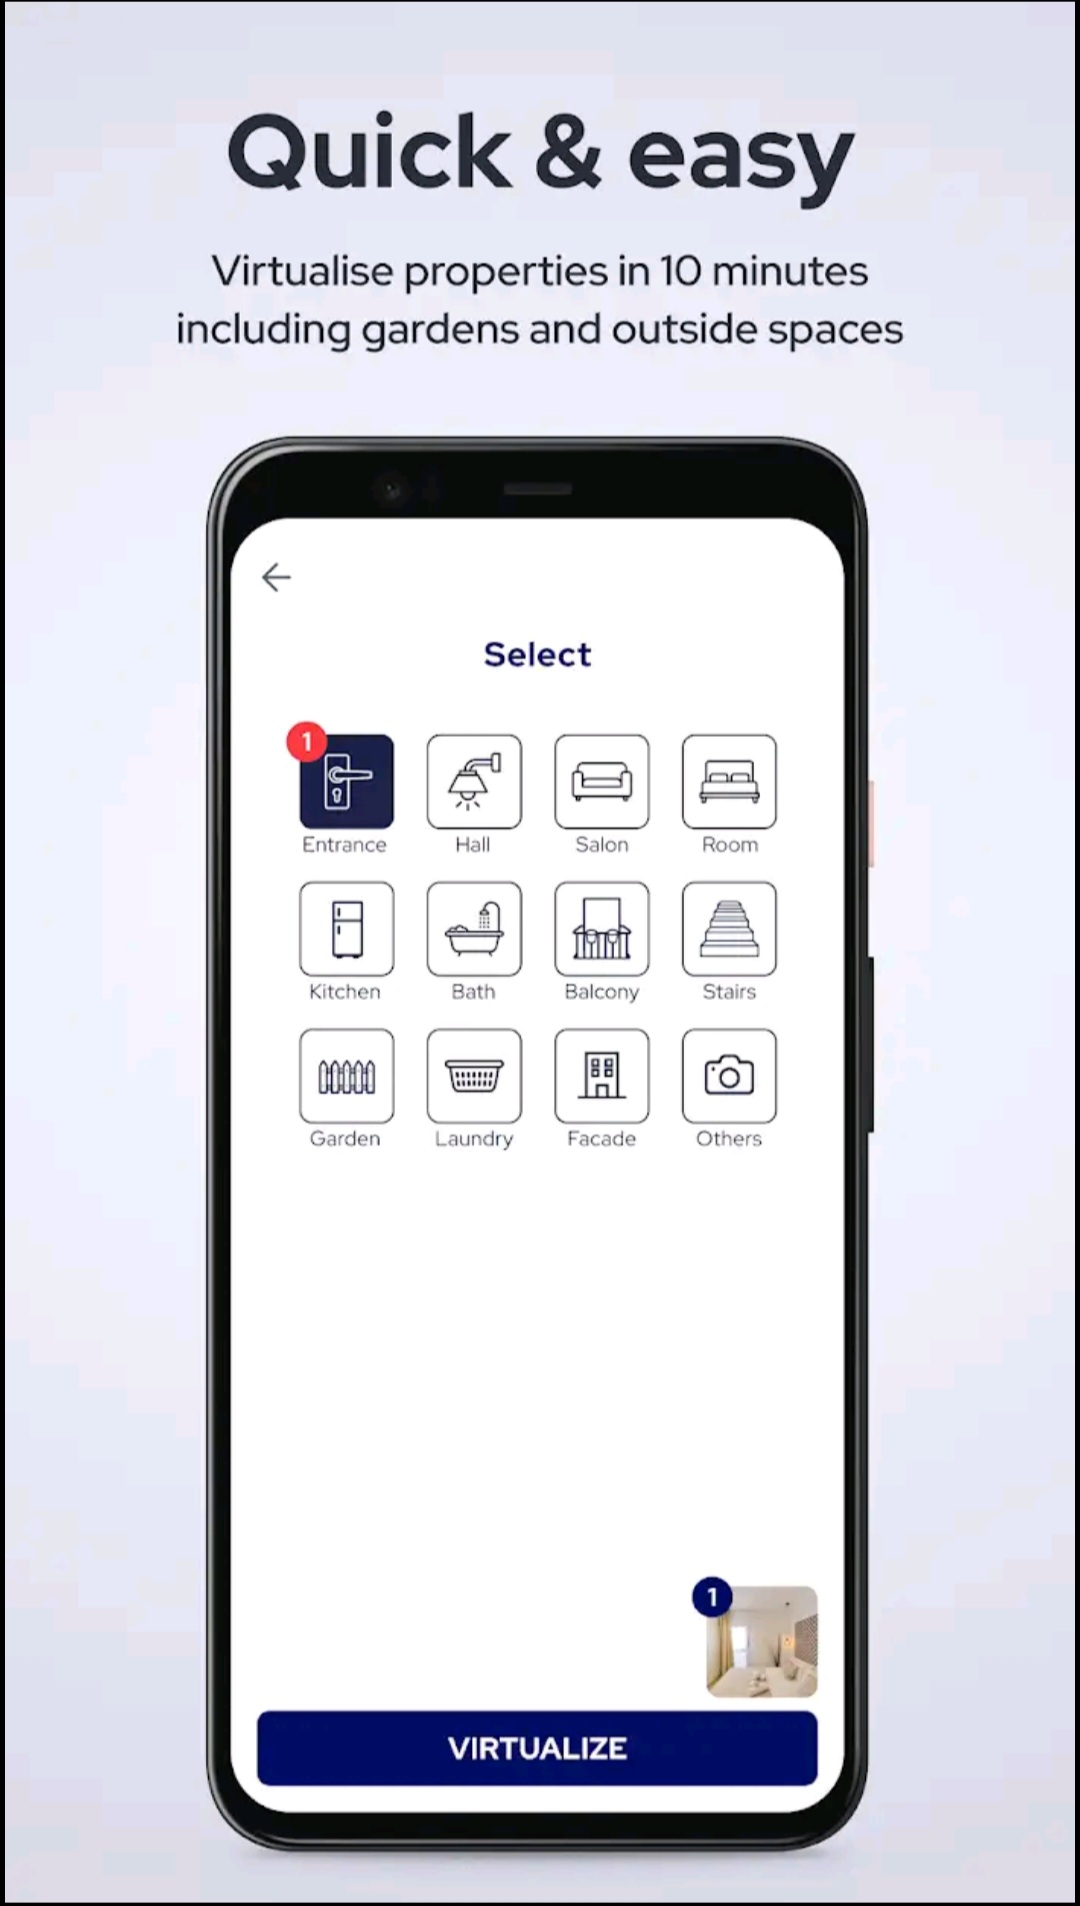 Quick & easy
Virtualise properties in 10 minutes
including gardens and outside spaces
Select
1
Entrance
Hall
Salon
Room
Kitchen
Bath
Balcony
Stairs
Garden
Laundry
Facade
Others
1
VIRTUALIZE